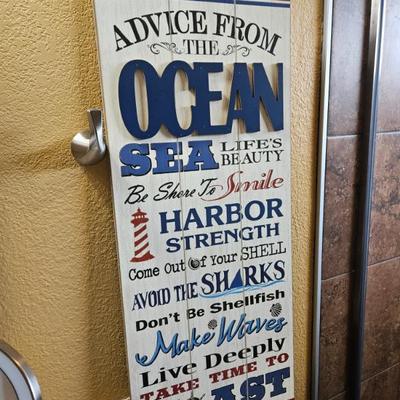 ADVICE FROM
THE
OCEAN
SEA LIFE'S
BEAUTY
Be Shore To Smile
HARBOR
STRENGTH
Come Out of Your SHELL
AVOID THE SHARKS
Don't Be Shellfish
Make Waves
Live Deeply
TAKE TIME TO